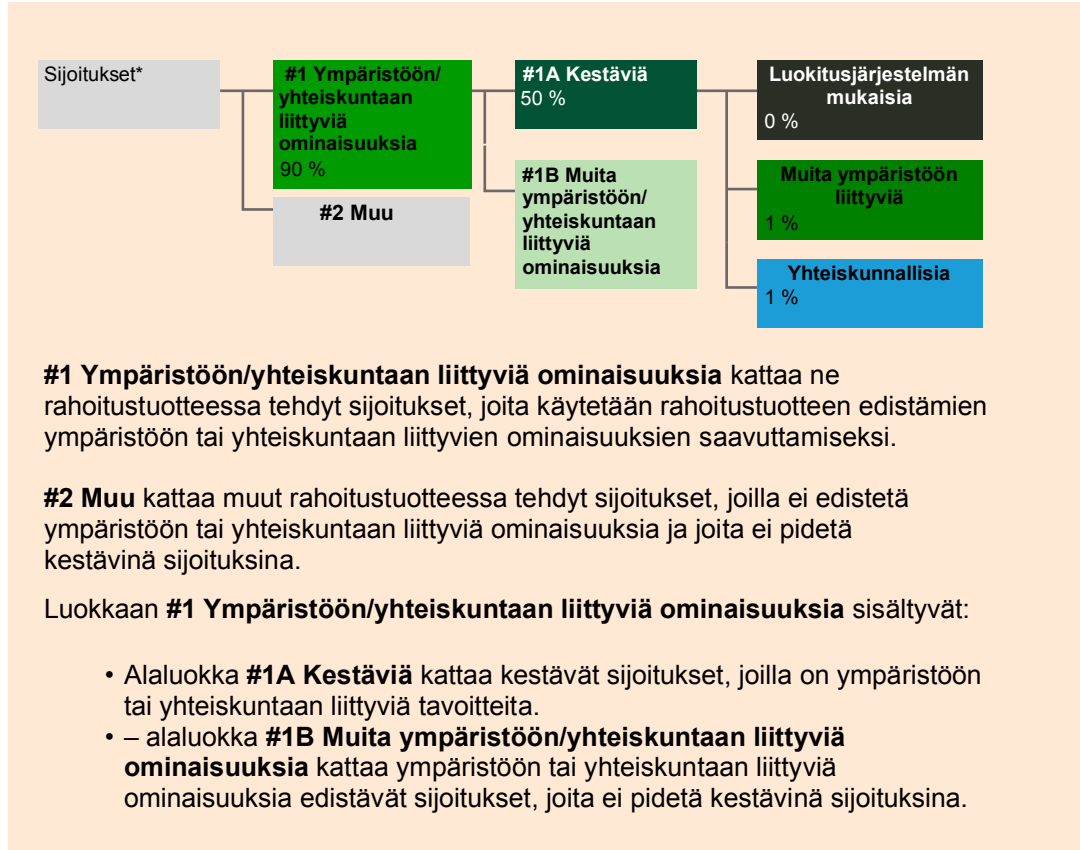 Sijoitukset*
#1 Ympäristöön/
yhteiskuntaan
liittyviä
ominaisuuksia
90 %
#2 Muu
#1A Kestäviä
50 %
#1B Muita
ympäristöön/
yhteiskuntaan
liittyviä
ominaisuuksia
Luokitusjärjestelmän
mukaisia
0 %
Muita ympäristöön
liittyviä
1 %
Yhteiskunnallisia
1 %
#1 Ympäristöön/yhteiskuntaan liittyviä ominaisuuksia kattaa ne
rahoitustuotteessa tehdyt sijoitukset, joita käytetään rahoitustuotteen edistämien
ympäristöön tai yhteiskuntaan liittyvien ominaisuuksien saavuttamiseksi.
#2 Muu kattaa muut rahoitustuotteessa tehdyt sijoitukset, joilla ei edistetä
ympäristöön tai yhteiskuntaan liittyviä ominaisuuksia ja joita ei pidetä
kestävinä sijoituksina.
Luokkaan #1 Ympäristöön/yhteiskuntaan liittyviä ominaisuuksia sisältyvät:
• Alaluokka #1A Kestäviä kattaa kestävät sijoitukset, joilla on ympäristöön
tai yhteiskuntaan liittyviä tavoitteita.
• – alaluokka #1B Muita ympäristöön/yhteiskuntaan liittyviä
ominaisuuksia kattaa ympäristöön tai yhteiskuntaan liittyviä
ominaisuuksia edistävät sijoitukset, joita ei pidetä kestävinä sijoituksina.